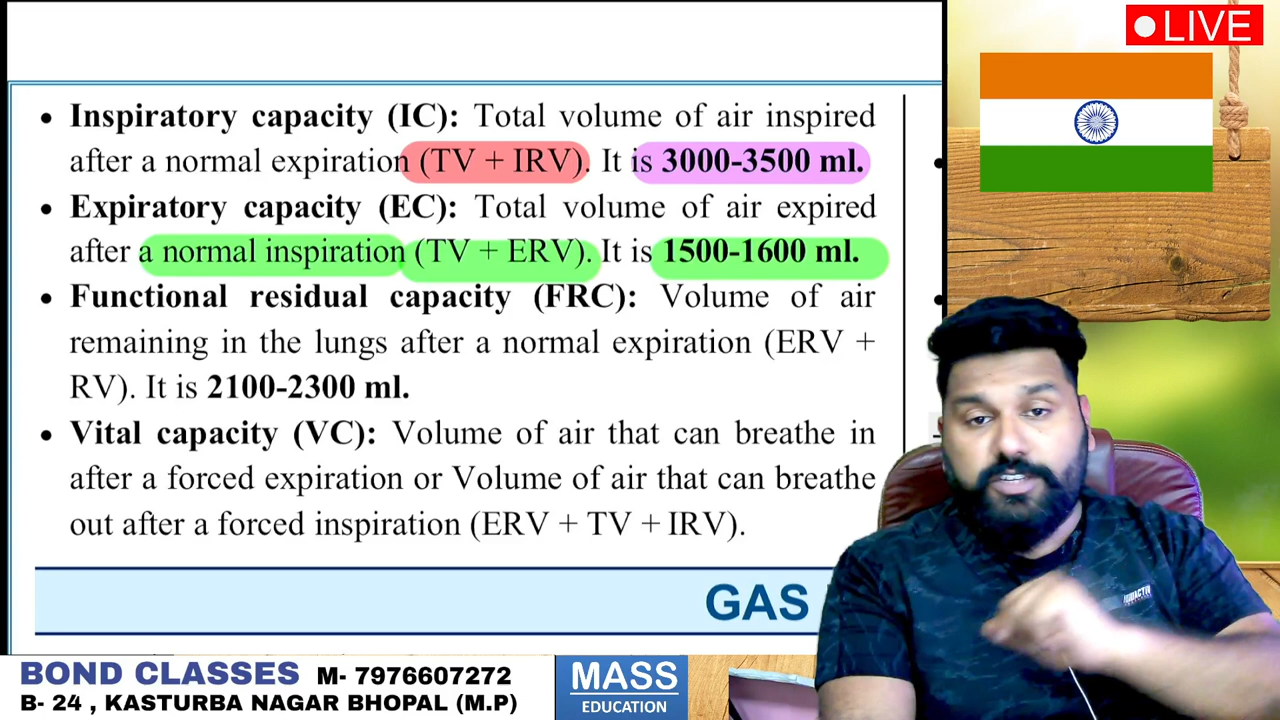 LIVE
• Inspiratory capacity (IC): Total volume of air inspired
after a normal expiration (TV + IRV). It is 3000-3500 ml.
• Expiratory capacity (EC): Total volume of air expired
after a normal inspiration (TV + ERV). It is 1500-1600 ml.
• Functional residual capacity (FRC): Volume of air
remaining in the lungs after a normal expiration (ERV +
RV). It is 2100-2300 ml.
• Vital capacity (VC): Volume of air that can breathe in
after a forced expiration or Volume of air that can breathe
out after a forced inspiration (ERV + TV + IRV).
GAS
BOND CLASSES M- 7976607272
B- 24 , KASTURBA NAGAR BHOPAL (M.P)
MASS
EDUCATION